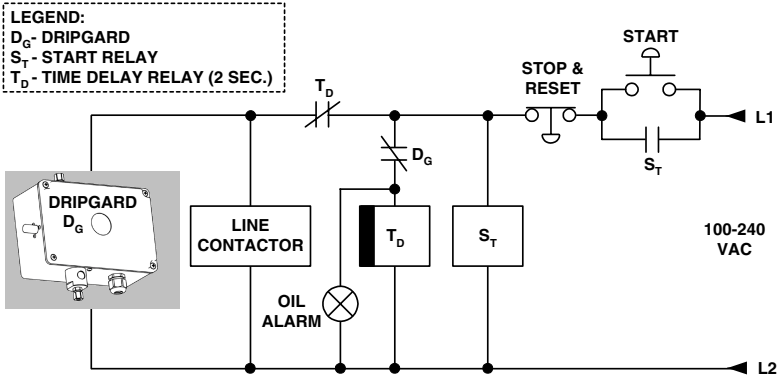 LEGEND:
DG- DRIPGARD
ST - START RELAY
TD - TIME DELAY RELAY (2 SEC.)
START
STOP &
RESET
TD
L1
DG
ST
DRIPGARD
DG
LINE
CONTACTOR
TD
ST
100-240
VAC
OIL
ALARM
L2